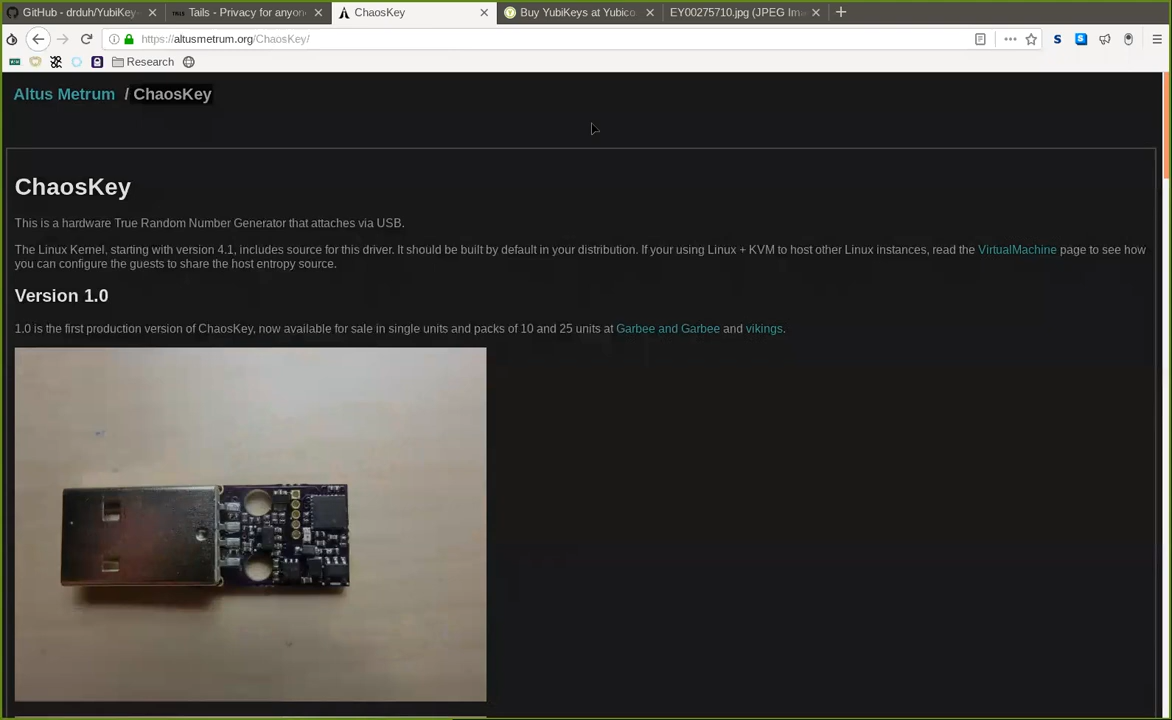 GitHub - drduh/YubiKey-
Tails - Privacy for anyon
ChaosKey
Buy YubiKeys at Yubico
EY00275710.jpg (JPEG Im
https://altusmetrum.org/ChaosKey/
Research
Altus Metrum / ChaosKey
ChaosKey
This is a hardware True Random Number Generator that attaches via USB.
The Linux Kernel, starting with version 4.1, includes source for this driver. It should be built by default in your distribution. If your using Linux + KVM to host other Linux instances, read the VirtualMachine page to see how
you can configure the guests to share the host entropy source.
Version 1.0
1.0 is the first production version of ChaosKey, now available for sale in single units and packs of 10 and 25 units at Garbee and Garbee and vikings.